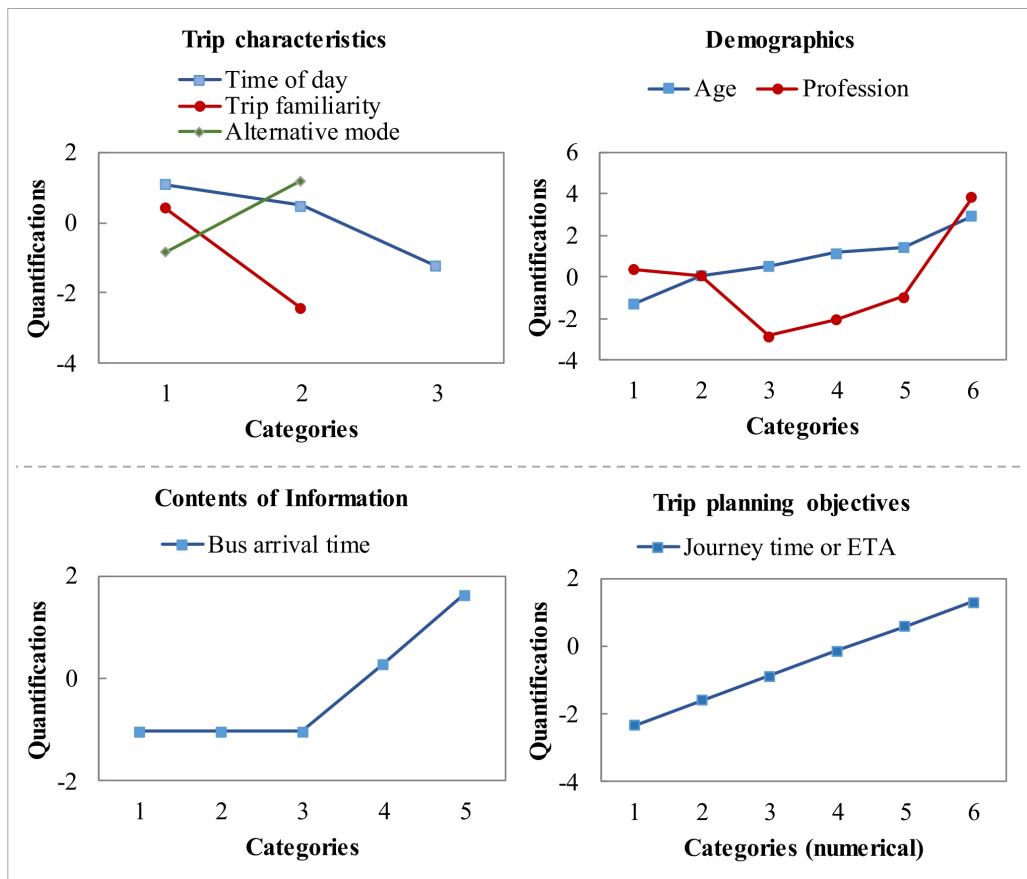 Trip characteristics
Time of day
Trip familiarity
Alternative mode
2
0
-2
-4
Quantifications
1 2 3
Categories
Demographics
Age Profession
6
4
2
0
-2
-4
Quantifications
1 2 3 4 5 6
Categories
Contents of Information
Bus arrival time
2
0
-2
Quantifications
1 2 3 4 5
Categories
Trip planning objectives
Journey time or ETA
2
0
-2
-4
Quantifications
1 2 3 4 5 6
Categories (numerical)